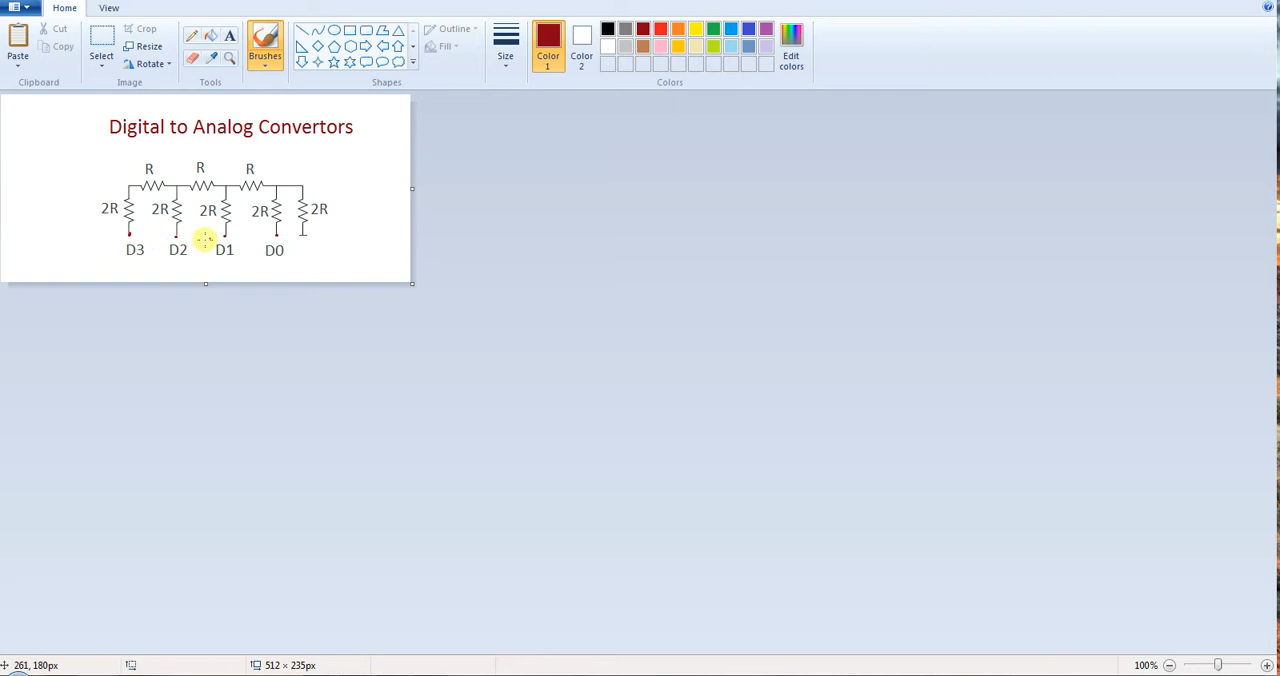 Home View
Paste
Cut
Copy
Clipboard
Select
Crop
Resize
Rotate
Image
Tools
Brushes
Outline
Fill
Shapes
Size
Color 1
Color 2
Edit colors
Colors
Digital to Analog Convertors
R R R
2R 2R 2R 2R 2R
D3 D2 D1 D0
261, 180px
512 × 235px
100%